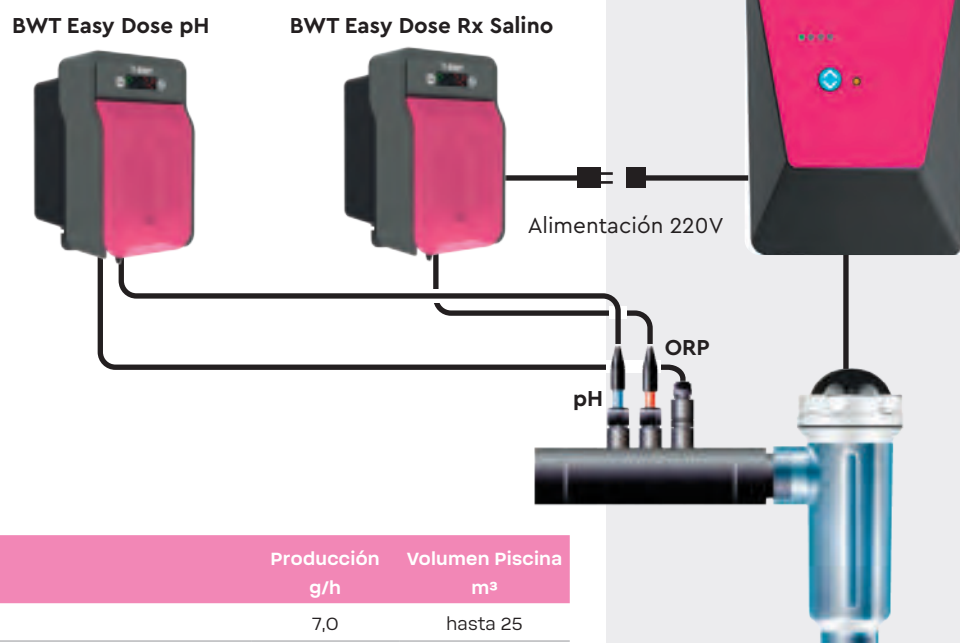 BWT Easy Dose pH
BWT Easy Dose Rx Salino
Alimentación 220V
ORP
pH
Producción Volumen Piscina
g/h m³
7,0 hasta 25